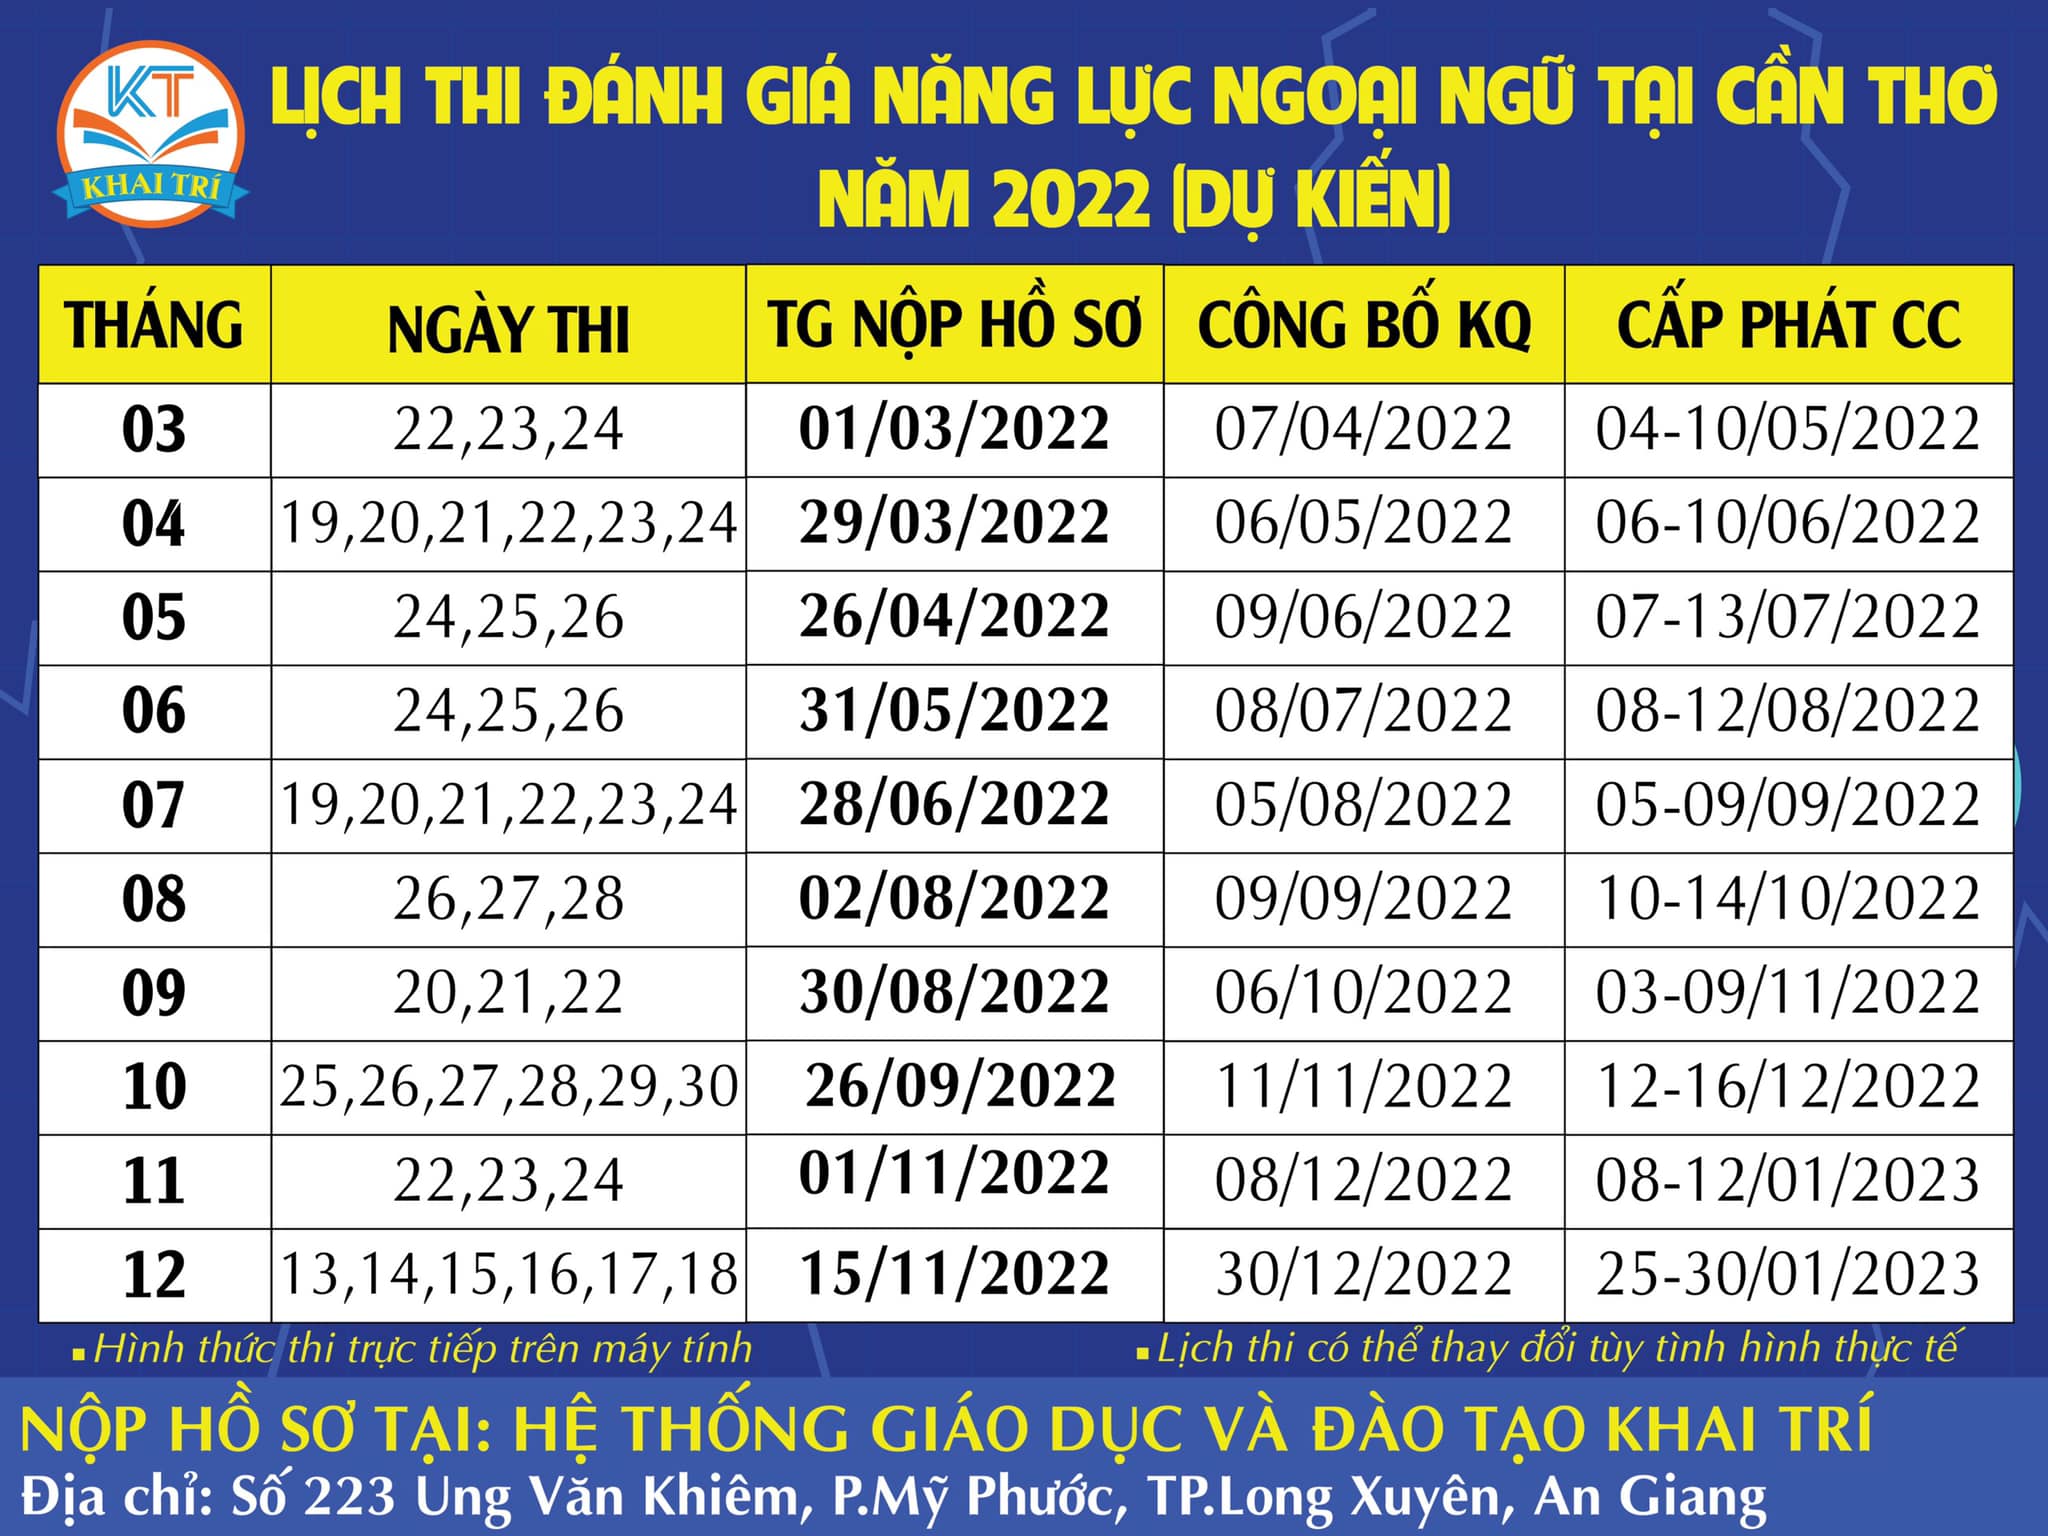 KT
KHAI TRÍ
LỊCH THI ĐÁNH GIÁ NĂNG LỰC NGOẠI NGỮ TẠI CẦN THƠ
NĂM 2022 (DỰ KIẾN)
THÁNG NGÀY THI TG NỘP HỒ SƠ CÔNG BỐ KQ CẤP PHÁT CC
03 22,23,24 01/03/2022 07/04/2022 04-10/05/2022
04 19,20,21,22,23,24 29/03/2022 06/05/2022 06-10/06/2022
05 24,25,26 26/04/2022 09/06/2022 07-13/07/2022
06 24,25,26 31/05/2022 08/07/2022 08-12/08/2022
07 19,20,21,22,23,24 28/06/2022 05/08/2022 05-09/09/2022
08 26,27,28 02/08/2022 09/09/2022 10-14/10/2022
09 20,21,22 30/08/2022 06/10/2022 03-09/11/2022
10 25,26,27,28,29,30 26/09/2022 11/11/2022 12-16/12/2022
11 22,23,24 01/11/2022 08/12/2022 08-12/01/2023
12 13,14,15,16,17,18 15/11/2022 30/12/2022 25-30/01/2023
▪ Hình thức thi trực tiếp trên máy tính ▪ Lịch thi có thể thay đổi tùy tình hình thực tế
NỘP HỒ SƠ TẠI: HỆ THỐNG GIÁO DỤC VÀ ĐÀO TẠO KHAI TRÍ
Địa chỉ: Số 223 Ung Văn Khiêm, P.Mỹ Phước, TP.Long Xuyên, An Giang